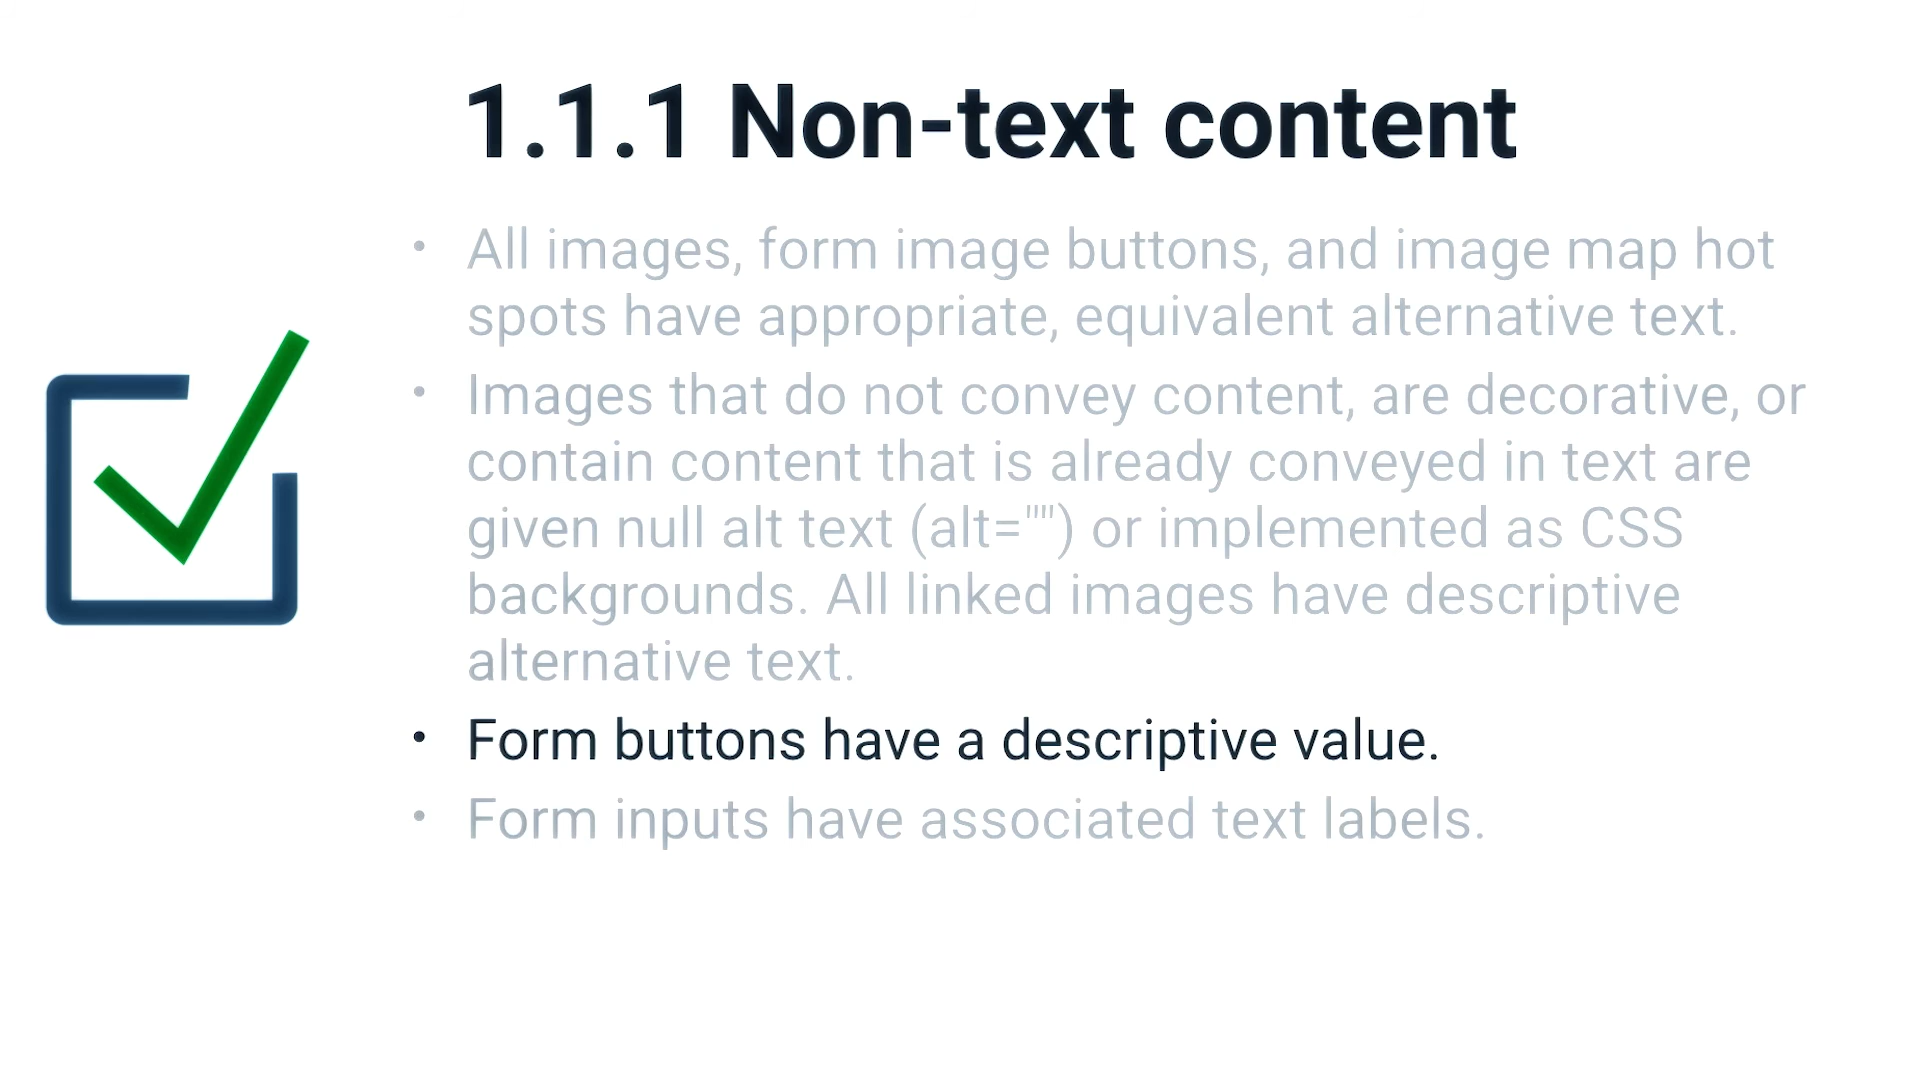 1.1.1 Non-text content
• All images, form image buttons, and image map hot
spots have appropriate, equivalent alternative text.
• Images that do not convey content, are decorative, or
contain content that is already conveyed in text are
given null alt text (alt="") or implemented as CSS
backgrounds. All linked images have descriptive
alternative text.
• Form buttons have a descriptive value.
• Form inputs have associated text labels.